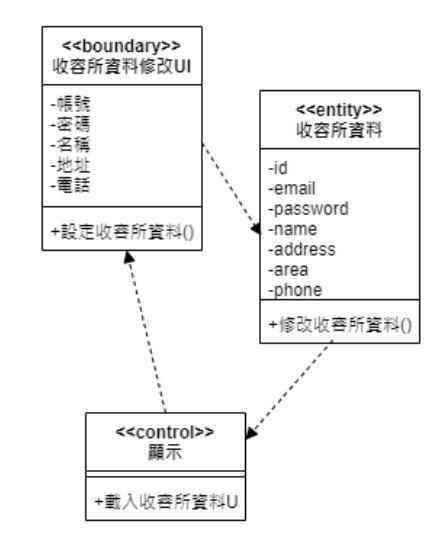 <<boundary>>
收容所資料修改UI
-帳號
-密碼
-名稱
-地址
-電話
+設定收容所資料()
<<entity>>
收容所資料
-id
-email
-password
-name
-address
-area
-phone
+修改收容所資料()
<<control>>
顯示
+載入收容所資料U